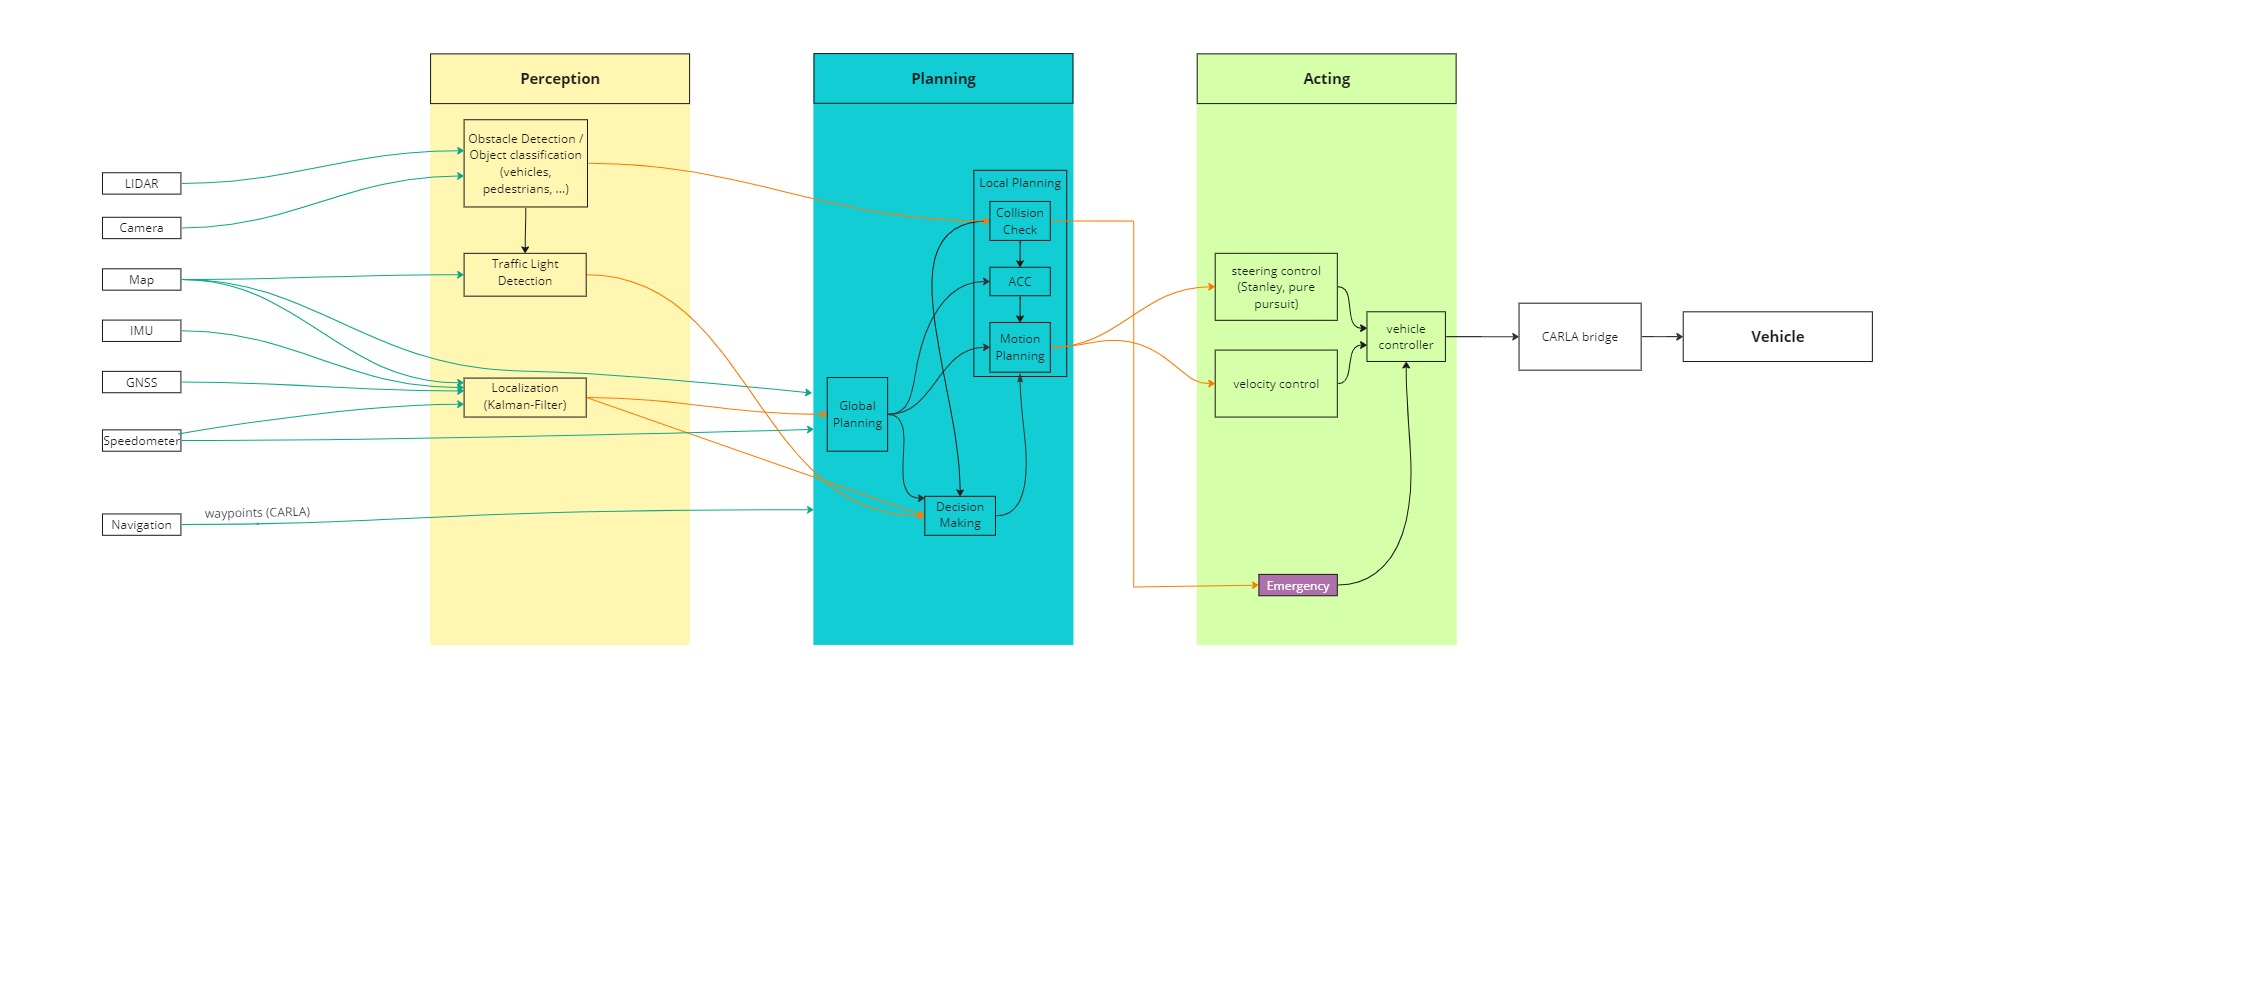 Perception
Planning
Acting
LIDAR
Camera
Map
IMU
GNSS
Speedometer
Navigation
waypoints (CARLA)
Obstacle Detection /
Object classification
(vehicles,
pedestrians, ...)
Traffic Light
Detection
Localization
(Kalman-Filter)
Global
Planning
Local Planning
Collision
Check
ACC
Motion
Planning
Decision
Making
steering control
(Stanley, pure
pursuit)
velocity control
vehicle
controller
Emergency
CARLA bridge
Vehicle